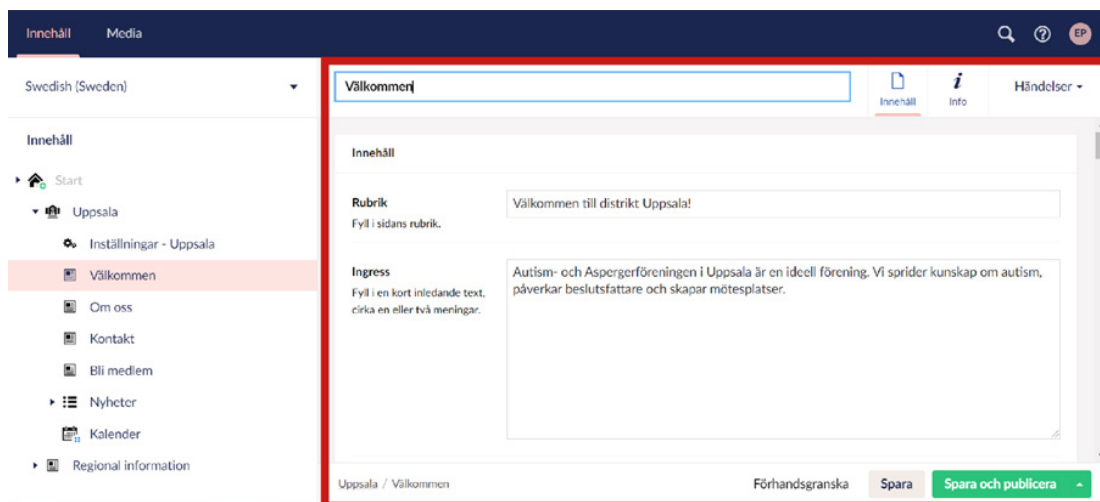 Innehåll Media
EP
Swedish (Sweden)
Innehåll
Start
Uppsala
Inställningar - Uppsala
Välkommen
Om oss
Kontakt
Bli medlem
Nyheter
Kalender
Regional information
Välkommen
Innehåll
Info
Händelser
Innehåll
Rubrik
Fyll i sidans rubrik.
Välkommen till distrikt Uppsala!
Ingress
Fyll i en kort inledande text,
cirka en eller två meningar.
Autism- och Aspergerföreningen i Uppsala är en ideell förening. Vi sprider kunskap om autism,
påverkar beslutsfattare och skapar mötesplatser.
Uppsala / Välkommen
Förhandsgranska
Spara
Spara och publicera